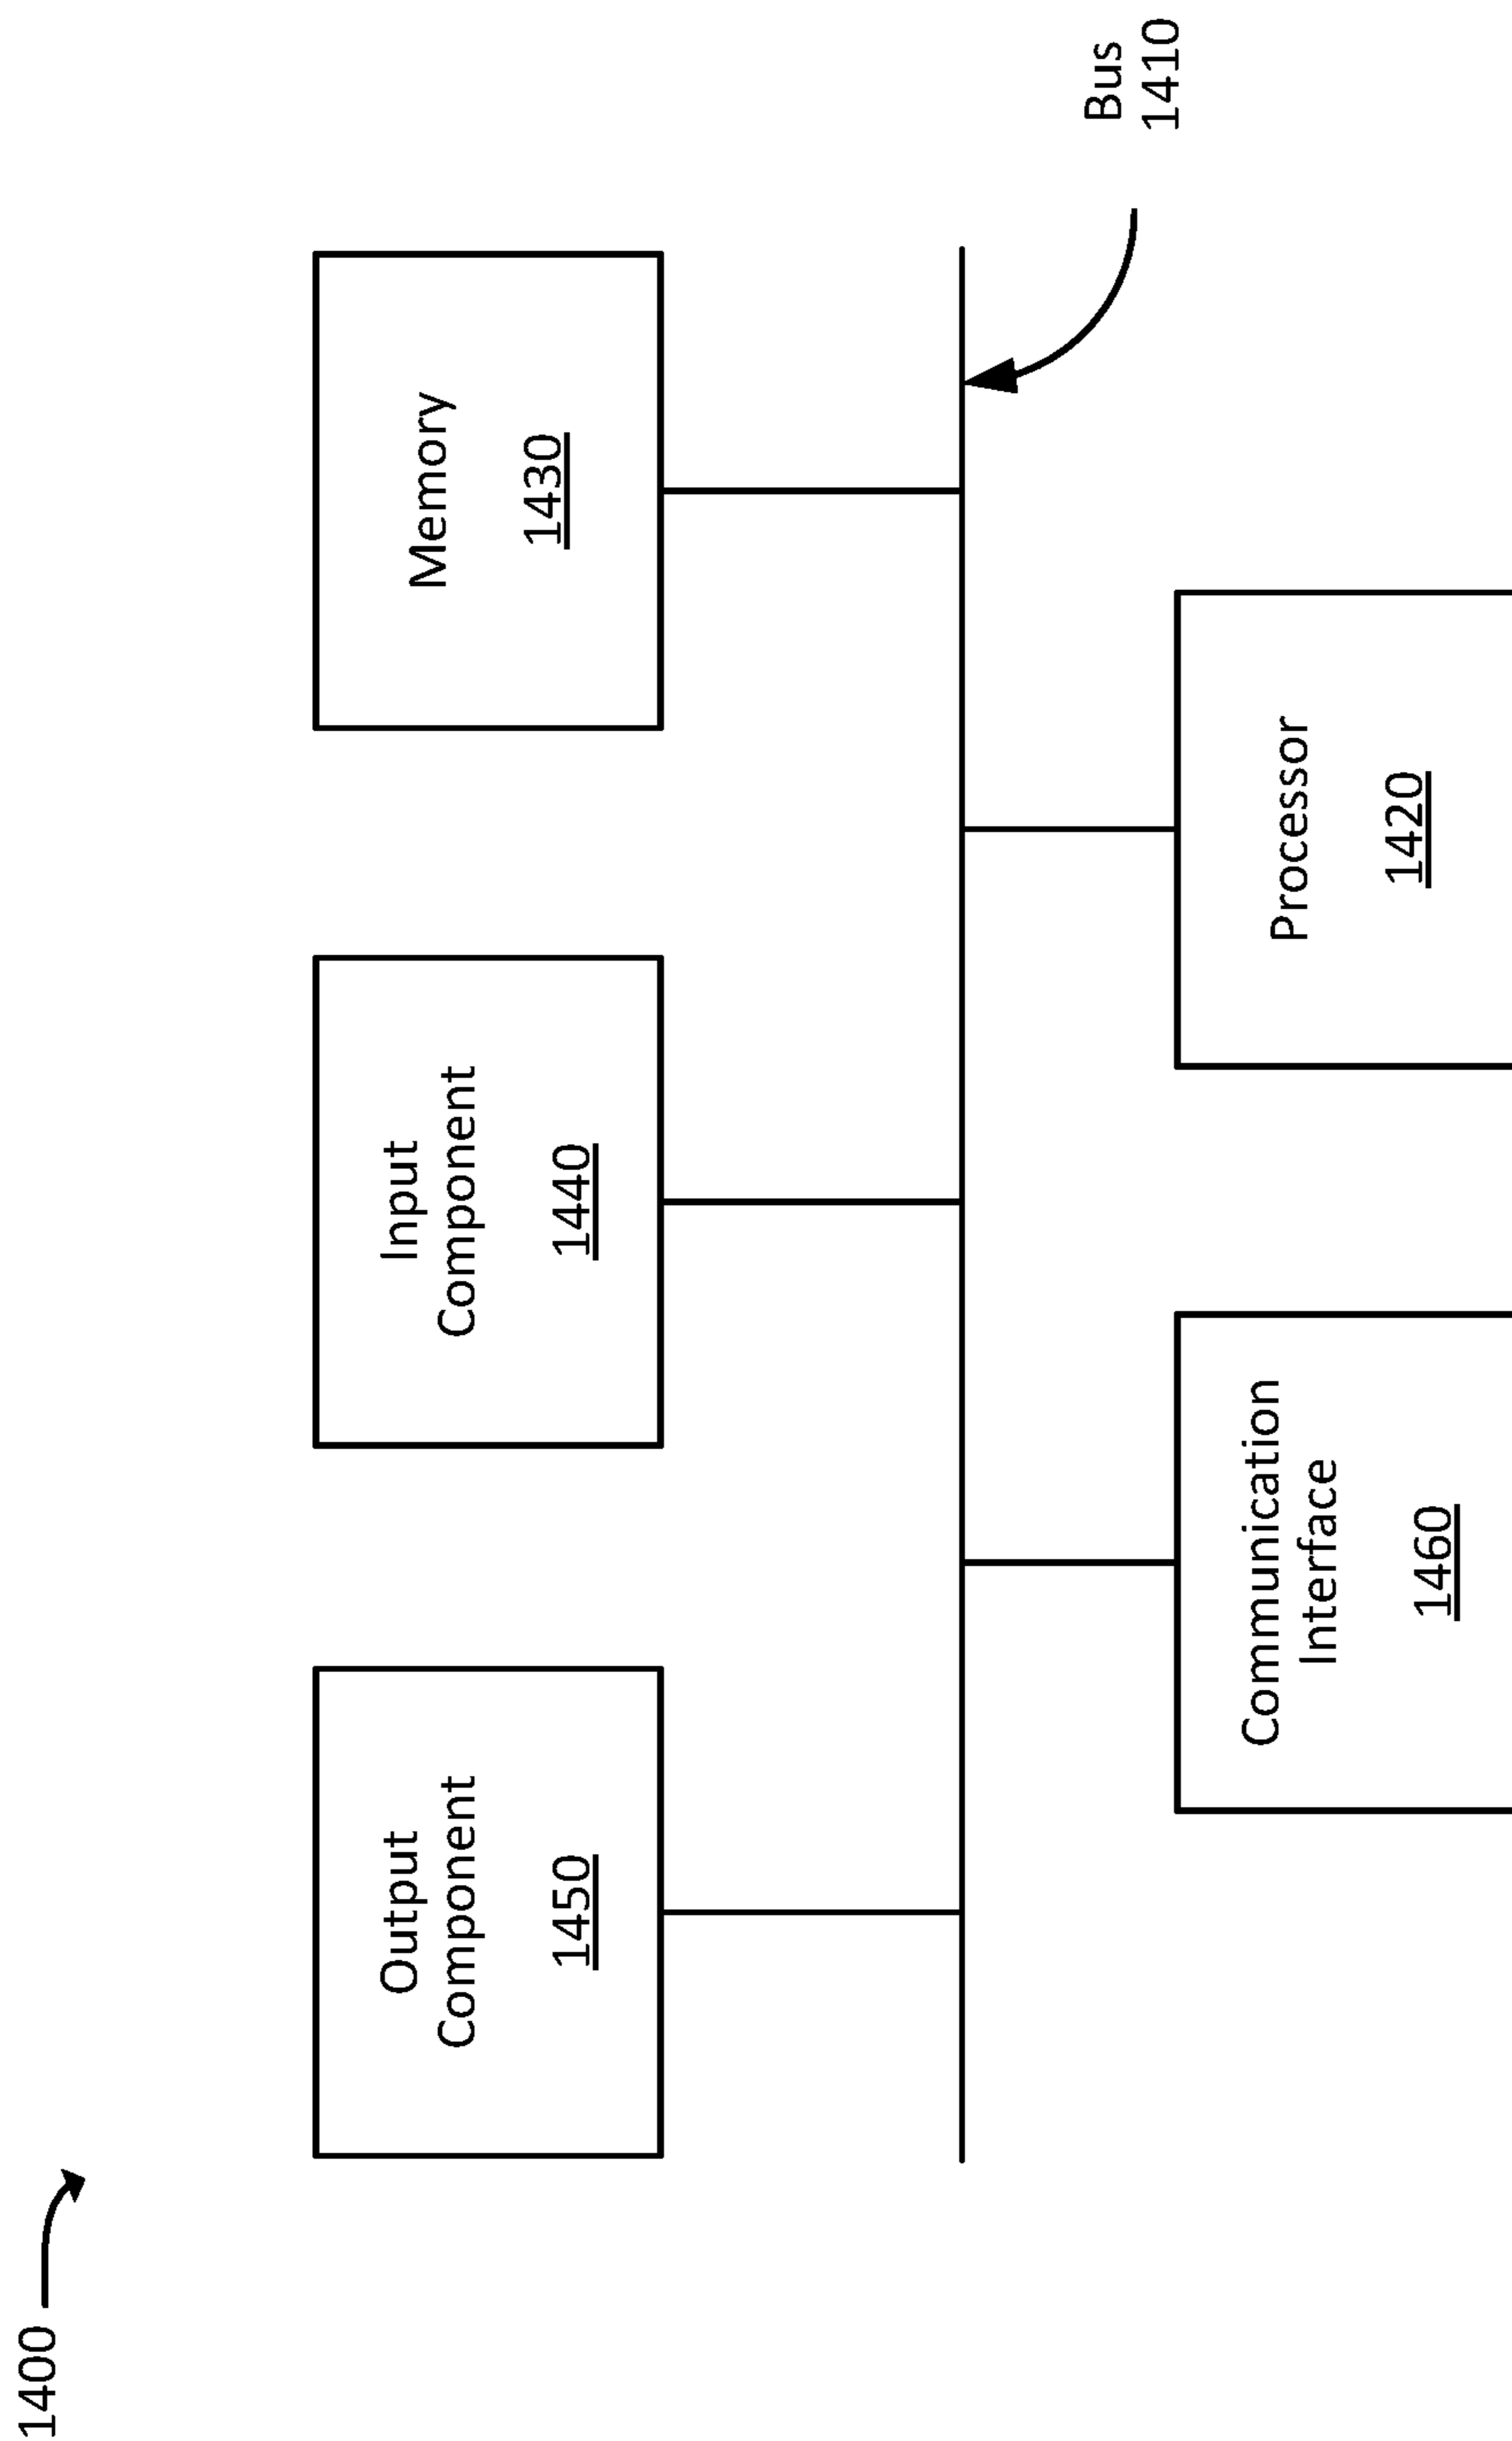 1400
Output
Component
1450
Input
Component
1440
Memory
1430
Bus
1410
Communication
Interface
1460
Processor
1420